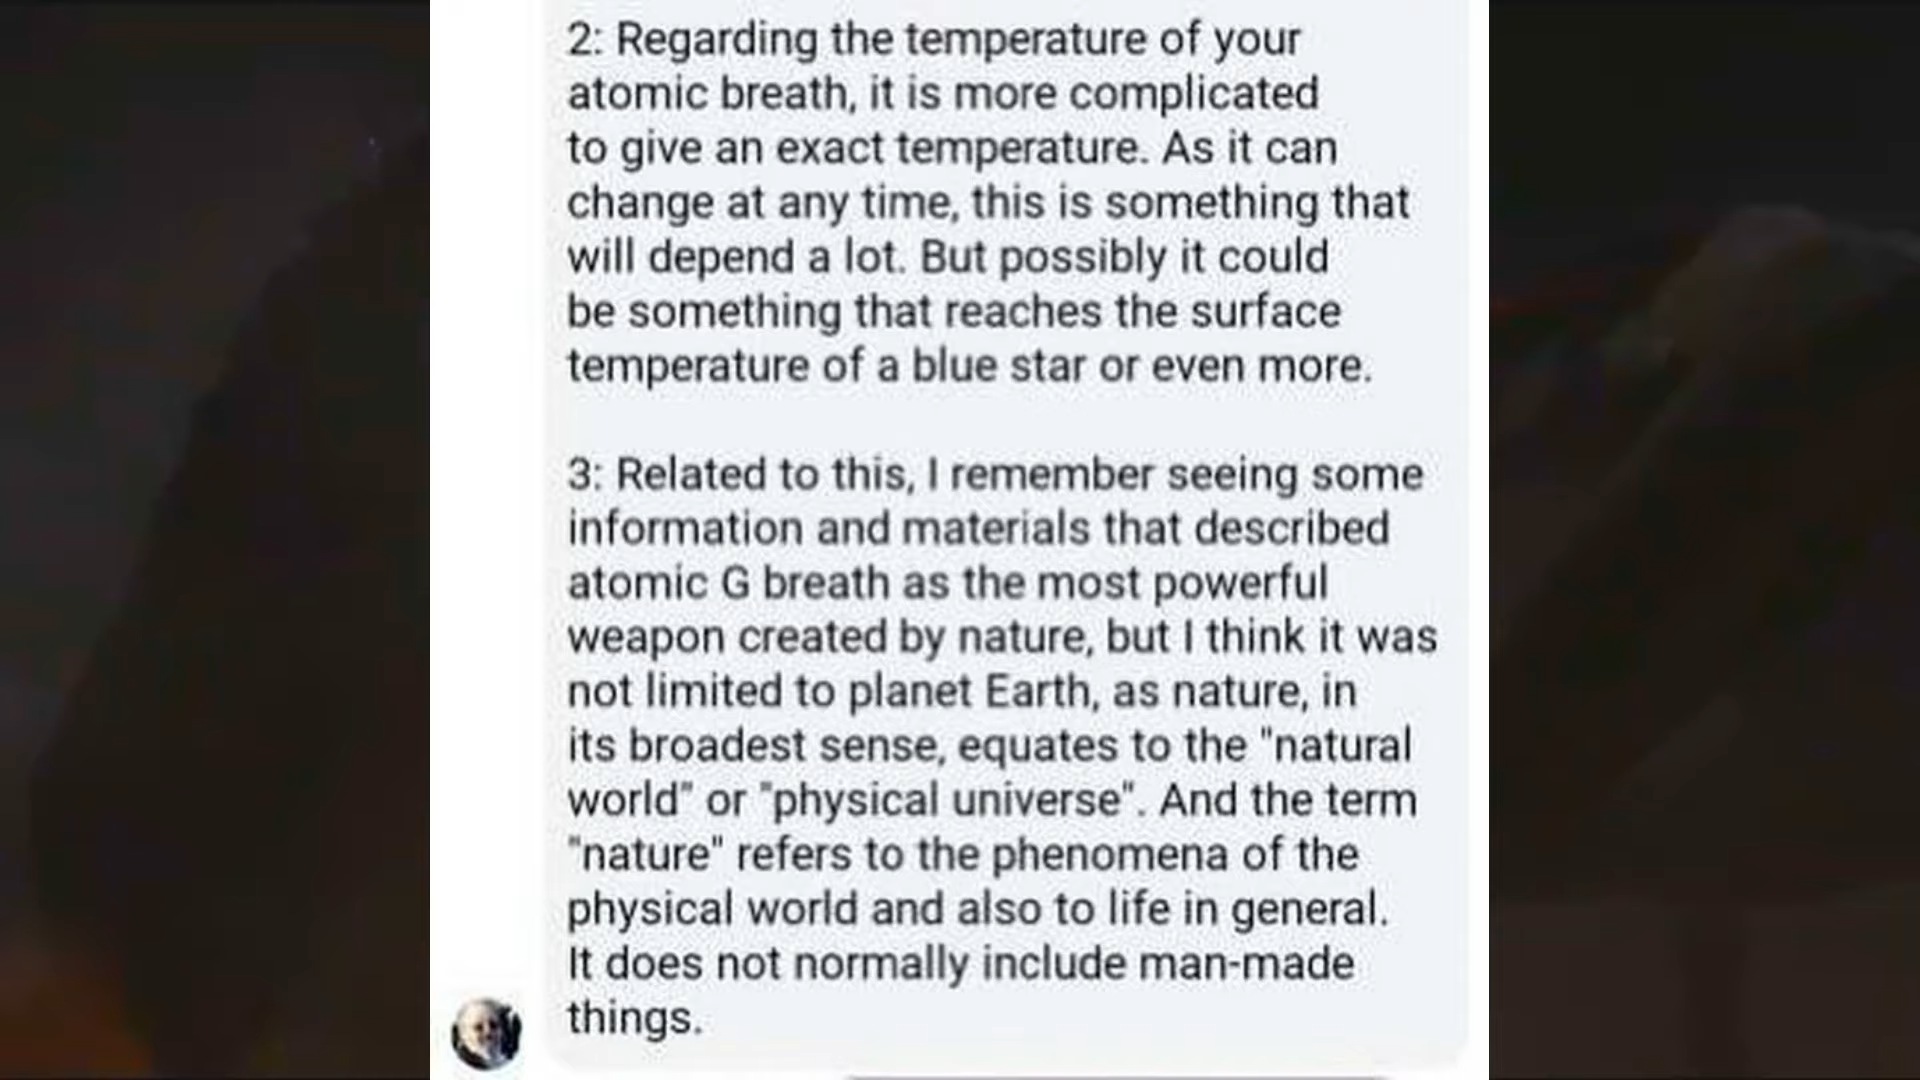 2: Regarding the temperature of your
atomic breath, it is more complicated
to give an exact temperature. As it can
change at any time, this is something that
will depend a lot. But possibly it could
be something that reaches the surface
temperature of a blue star or even more.
3: Related to this, I remember seeing some
information and materials that described
atomic G breath as the most powerful
weapon created by nature, but I think it was
not limited to planet Earth, as nature, in
its broadest sense, equates to the "natural
world" or "physical universe". And the term
"nature" refers to the phenomena of the
physical world and also to life in general.
It does not normally include man-made
things.